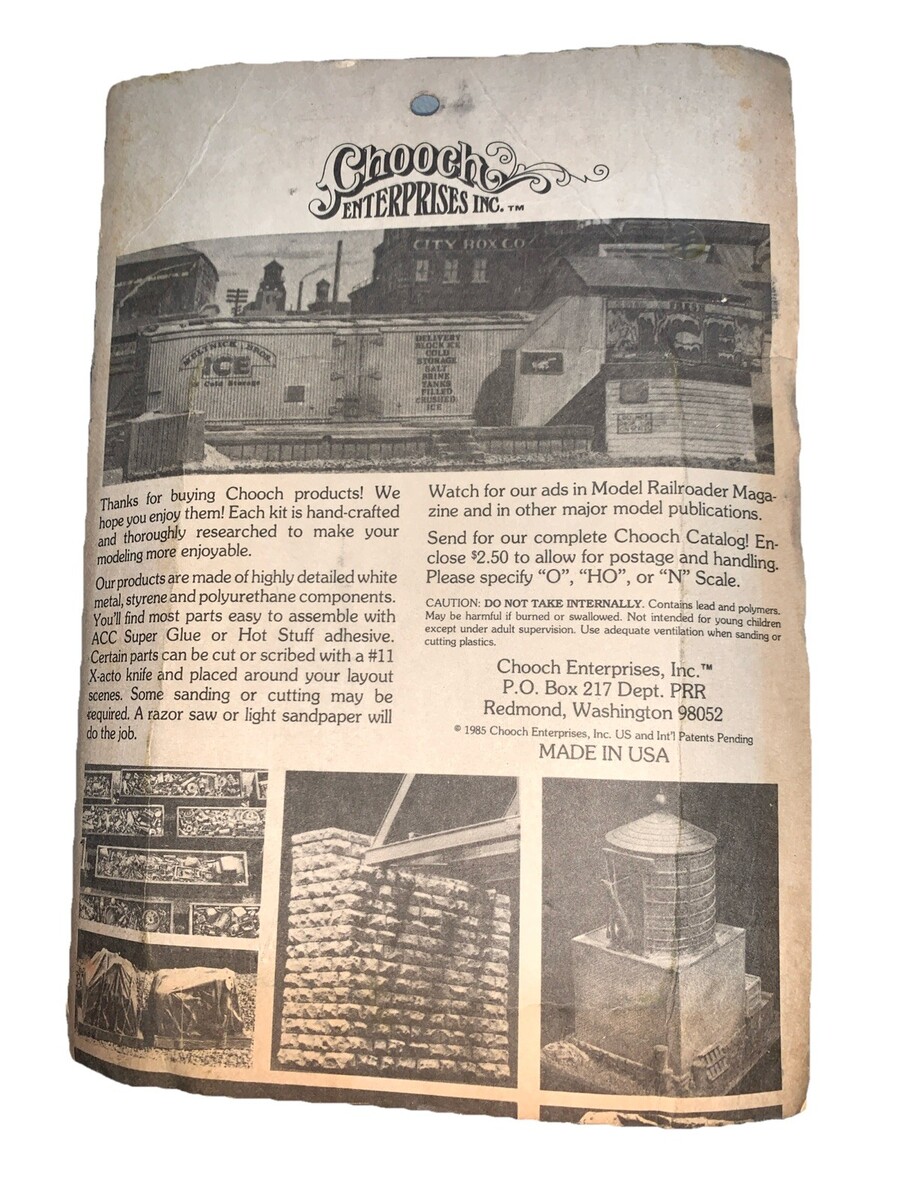 Chooch
ENTERPRISES INC.™
CITY BOX CO
MOLYNICK BROS.
ICE
& Cold Storage
DELIVERY
BLOCK ICE
COLD
STORAGE
SALT
BRINE
TANKS
FILLED
CRUSHED
ICE
ICE
Thanks for buying Chooch products! We
hope you enjoy them! Each kit is hand-crafted
and thoroughly researched to make your
modeling more enjoyable.
Our products are made of highly detailed white
metal, styrene and polyurethane components.
You'll find most parts easy to assemble with
ACC Super Glue or Hot Stuff adhesive.
Certain parts can be cut or scribed with a #11
X-acto knife and placed around your layout
scenes. Some sanding or cutting may be
required. A razor saw or light sandpaper will
do the job.
Watch for our ads in Model Railroader Maga-
zine and in other major model publications.
Send for our complete Chooch Catalog! En-
close $2.50 to allow for postage and handling.
Please specify "O", "HO", or "N" Scale.
CAUTION: DO NOT TAKE INTERNALLY. Contains lead and polymers.
May be harmful if burned or swallowed. Not intended for young children
except under adult supervision. Use adequate ventilation when sanding or
cutting plastics.
Chooch Enterprises, Inc.™
P.O. Box 217 Dept. PRR
Redmond, Washington 98052
© 1985 Chooch Enterprises, Inc. US and Int'l Patents Pending
MADE IN USA